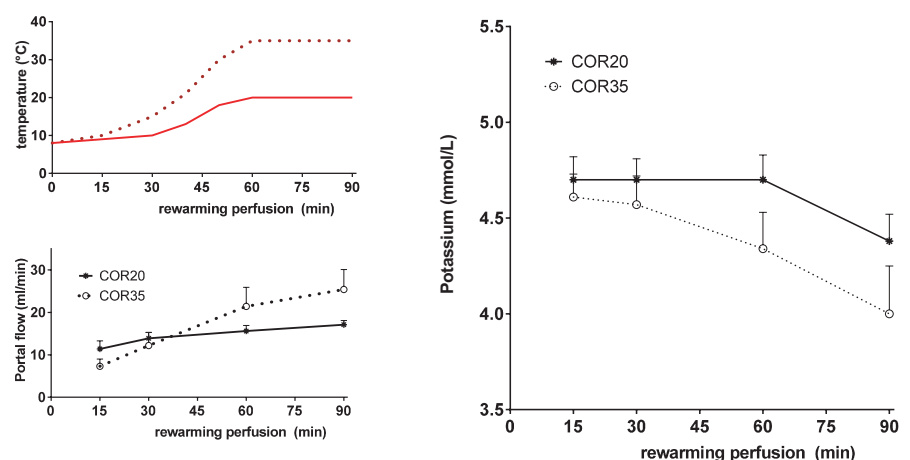 temperature (°C)
40
30
20
10
0
0 15 30 45 60 75 90
rewarming perfusion (min)
Portal flow (ml/min)
30
20
10
0
COR20
COR35
0 15 30 45 60 75 90
rewarming perfusion (min)
Potassium (mmol/L)
5.5
5.0
4.5
4.0
3.5
COR20
COR35
0 15 30 45 60 75 90
rewarming perfusion (min)